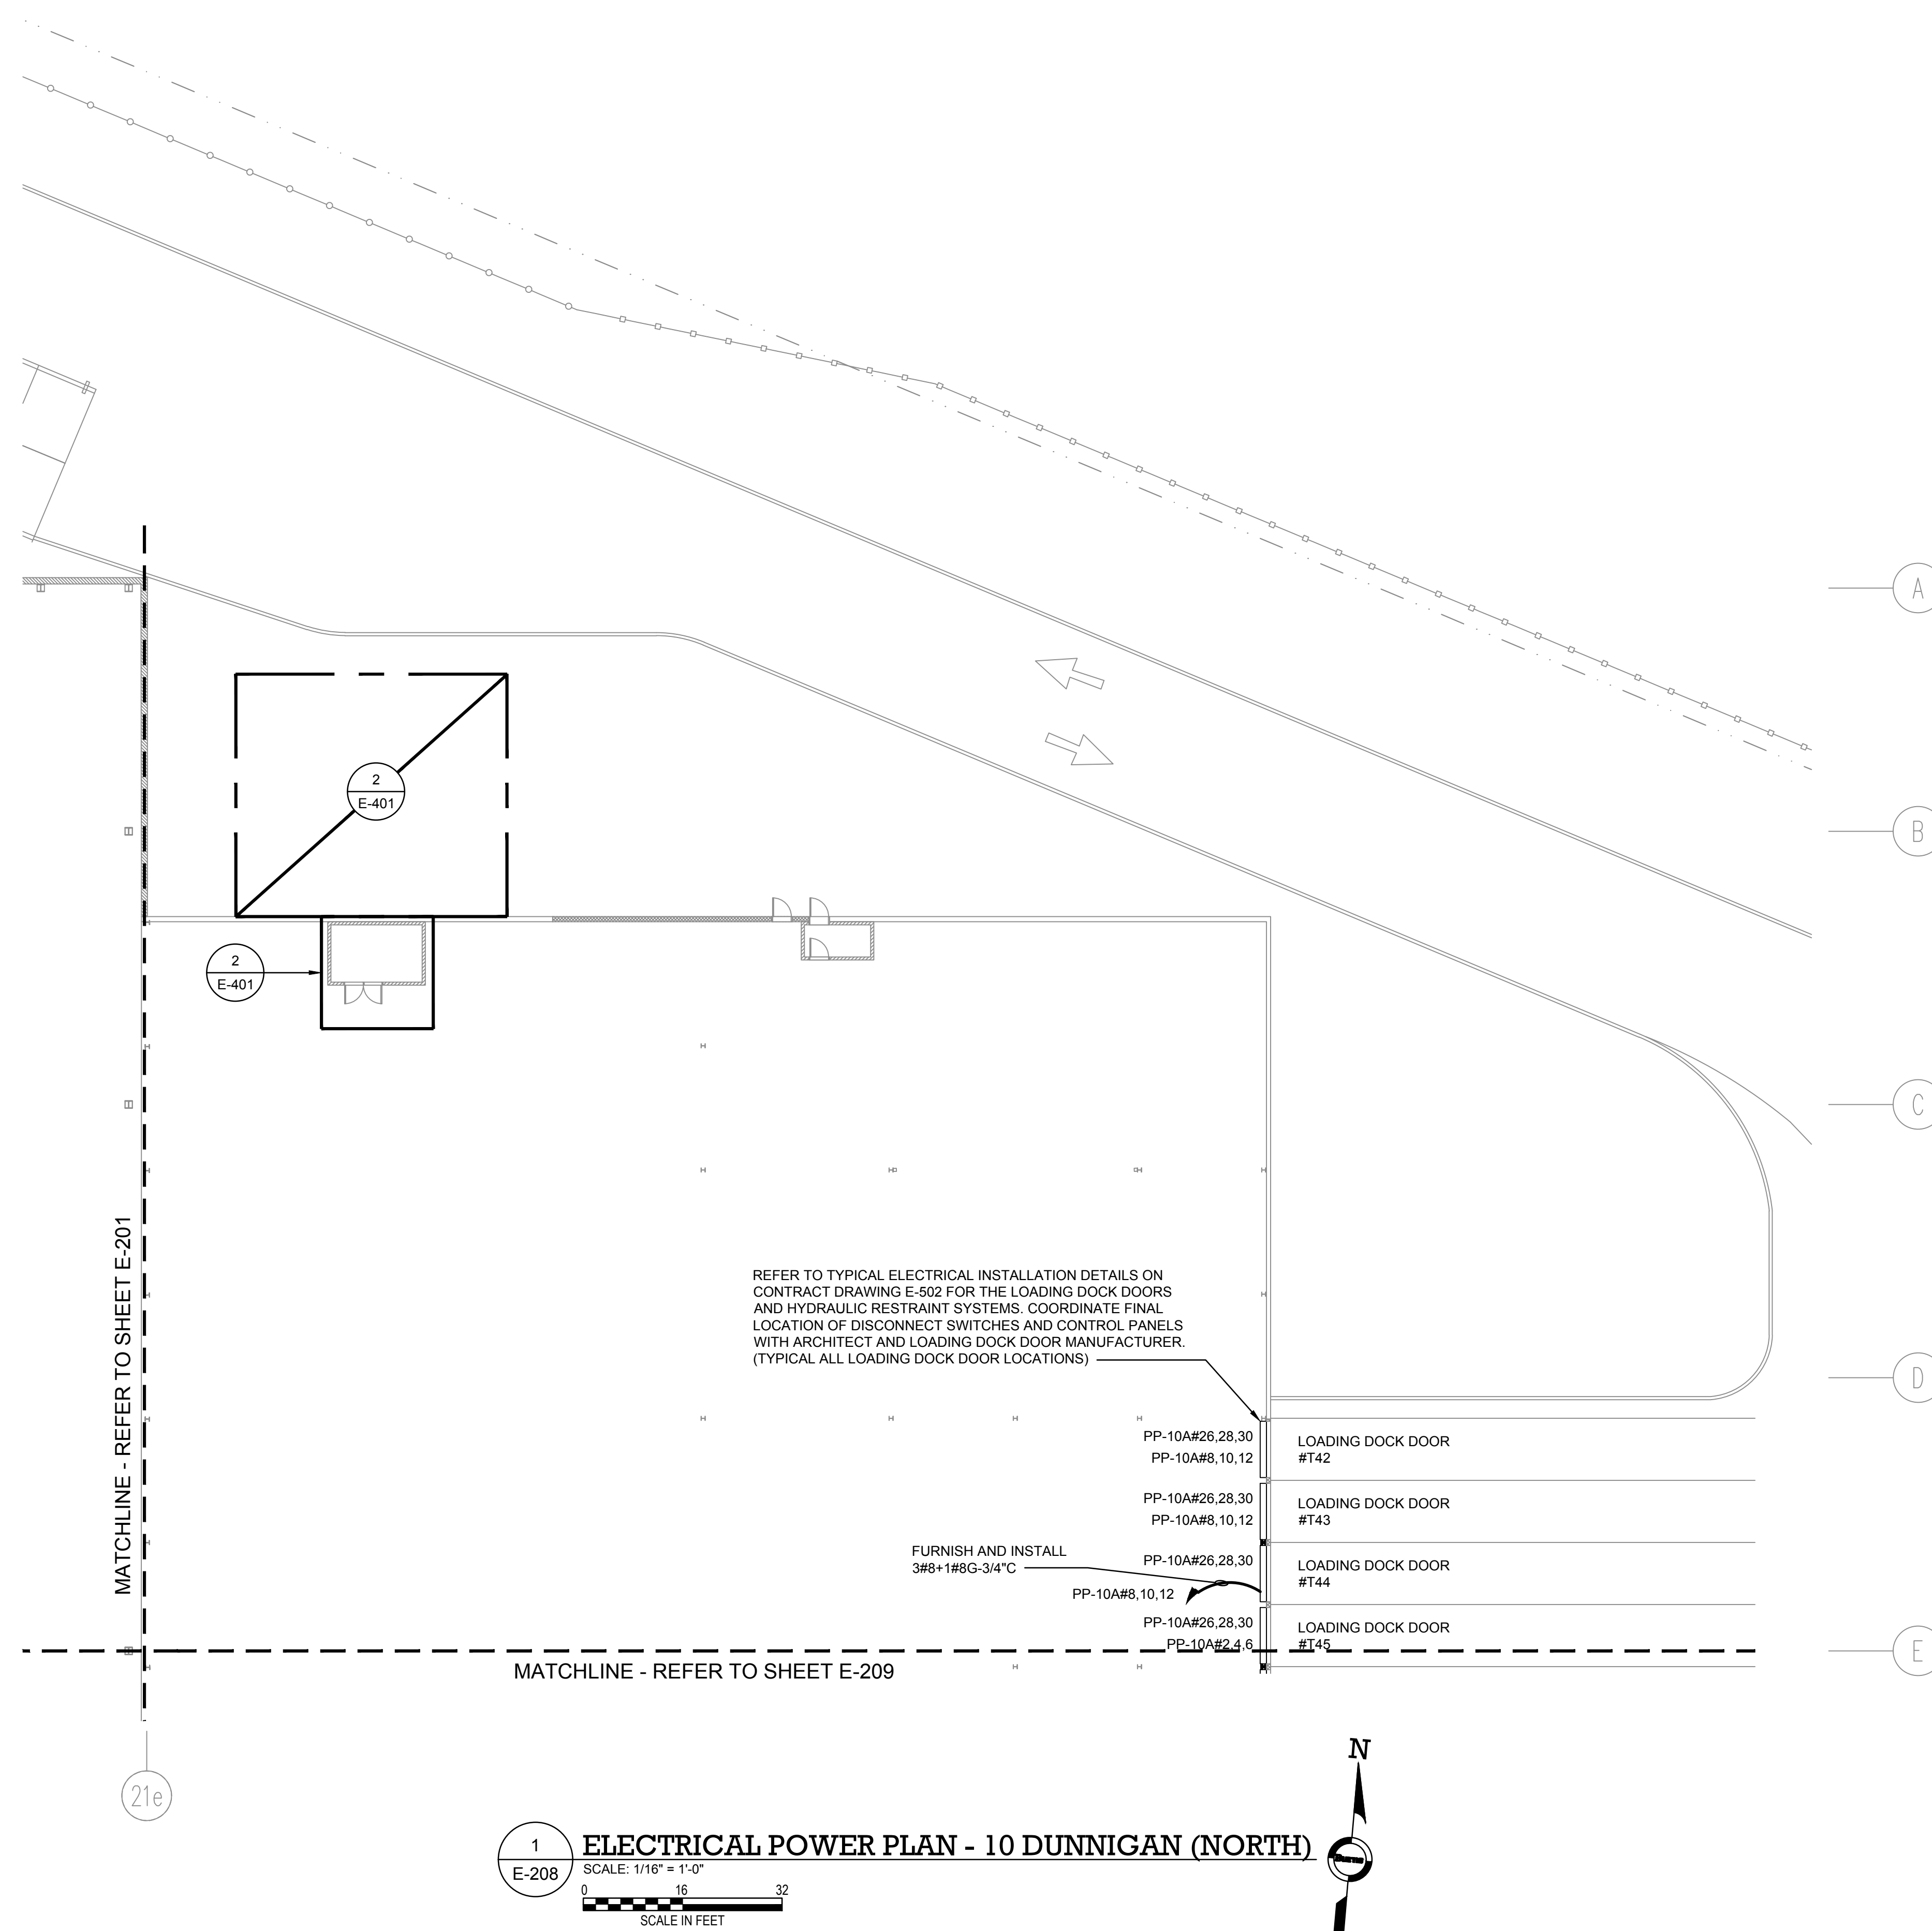 A
B
2
E-401
2
E-401
C
MATCHLINE - REFER TO SHEET E-201
REFER TO TYPICAL ELECTRICAL INSTALLATION DETAILS ON
CONTRACT DRAWING E-502 FOR THE LOADING DOCK DOORS
AND HYDRAULIC RESTRAINT SYSTEMS. COORDINATE FINAL
LOCATION OF DISCONNECT SWITCHES AND CONTROL PANELS
WITH ARCHITECT AND LOADING DOCK DOOR MANUFACTURER.
(TYPICAL ALL LOADING DOCK DOOR LOCATIONS)
D
PP-10A#26,28,30
PP-10A#8,10,12
LOADING DOCK DOOR
#T42
PP-10A#26,28,30
PP-10A#8,10,12
LOADING DOCK DOOR
#T43
FURNISH AND INSTALL
3#8+1#8G-3/4"C
PP-10A#26,28,30
PP-10A#8,10,12
LOADING DOCK DOOR
#T44
PP-10A#26,28,30
PP-10A#2,4,6
LOADING DOCK DOOR
#T45
E
MATCHLINE - REFER TO SHEET E-209
21e
N
1
E-208
ELECTRICAL POWER PLAN - 10 DUNNIGAN (NORTH)
SCALE: 1/16" = 1'-0"
0 16 32
SCALE IN FEET